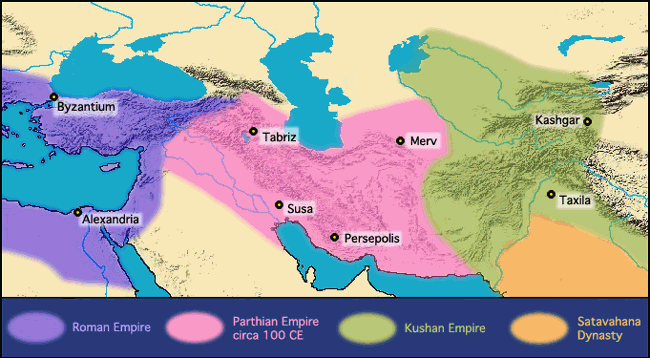 Byzantium
Kashgar
Tabriz
Merv
Taxila
Susa
Alexandria
Persepolis
Roman Empire
Parthian Empire
circa 100 CE
Kushan Empire
Satavahana
Dynasty